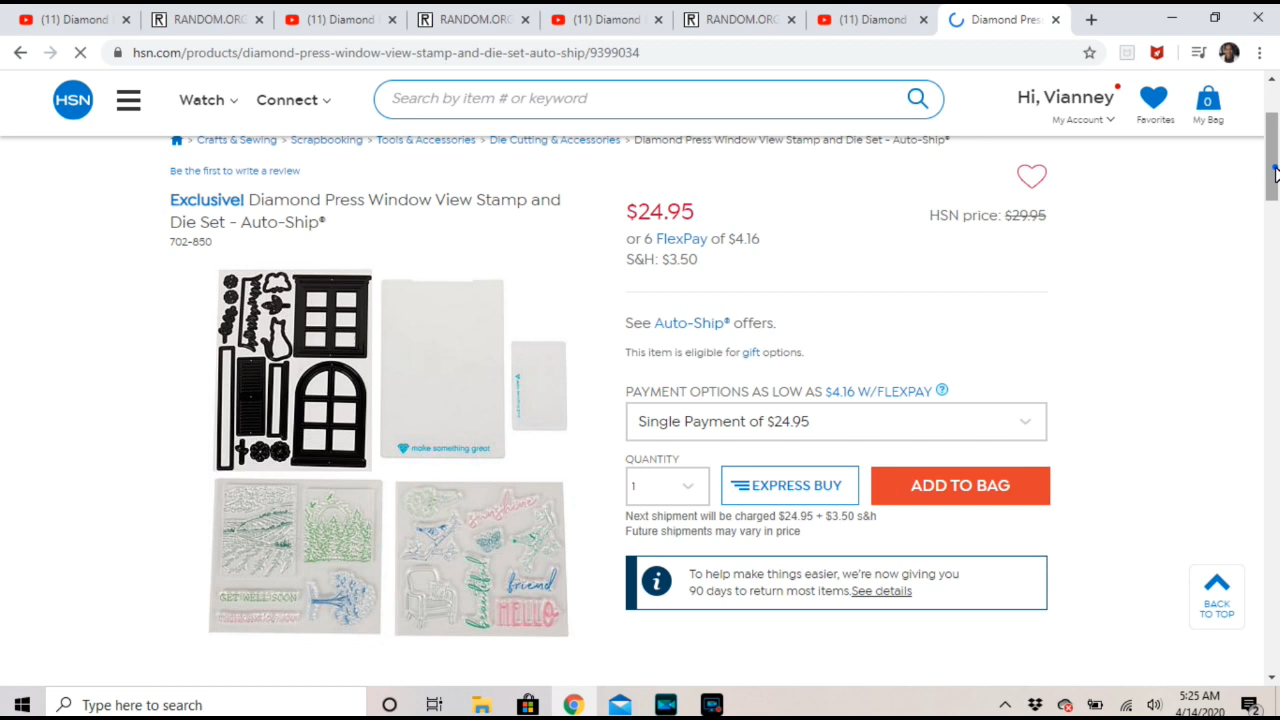 (11) Diamond
RANDOM.ORG
(11) Diamond
RANDOM.ORG
(11) Diamond
RANDOM.ORG
(11) Diamond
Diamond Pres
hsn.com/products/diamond-press-window-view-stamp-and-die-set-auto-ship/9399034
HSN
Watch
Connect
Search by item # or keyword
Hi, Vianney
My Account
Favorites
0
My Bag
Crafts & Sewing > Scrapbooking > Tools & Accessories > Die Cutting & Accessories > Diamond Press Window View Stamp and Die Set - Auto-Ship®
Be the first to write a review
Exclusive! Diamond Press Window View Stamp and
Die Set - Auto-Ship®
702-850
make something great
GET WELL SOON
sunshine
beautiful
friend
HELLO
$24.95
HSN price: $29.95
or 6 FlexPay of $4.16
S&H: $3.50
See Auto-Ship® offers.
This item is eligible for gift options.
PAYMENT OPTIONS AS LOW AS $4.16 W/FLEXPAY ?
Single Payment of $24.95
QUANTITY
1
EXPRESS BUY
ADD TO BAG
Next shipment will be charged $24.95 + $3.50 s&h
Future shipments may vary in price
i
To help make things easier, we're now giving you
90 days to return most items.See details
BACK
TO TOP
Type here to search
5:25 AM
4/14/2020
2